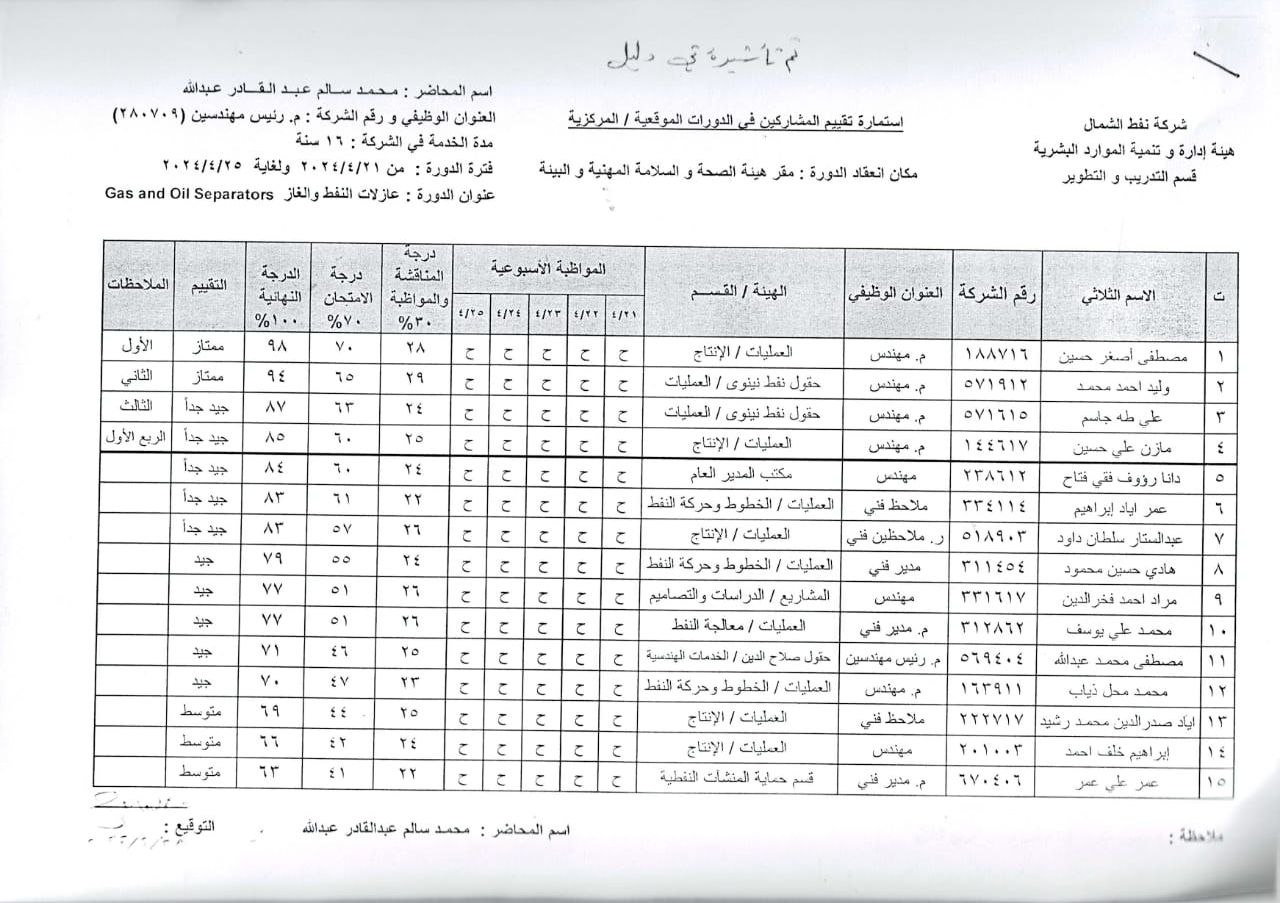 تم تأشيرة في دليل
شركة نفط الشمال
هيئة إدارة و تنمية الموارد البشرية
قسم التدريب و التطوير
استمارة تقييم المشاركين في الدورات الموقعية / المركزية
مكان انعقاد الدورة : مقر هيئة الصحة و السلامة المهنية و البيئة
اسم المحاضر : محمد سالم عبد القادر عبدالله
العنوان الوظيفي و رقم الشركة : م. رئيس مهندسين (٢٨٠٧٠٩)
مدة الخدمة في الشركة : ١٦ سنة
فترة الدورة : من ٢٠٢٤/٤/٢١ ولغاية ٢٠٢٤/٤/٢٥
عنوان الدورة : عازلات النفط والغاز Gas and Oil Separators
ت الاسم الثلاثي رقم الشركة العنوان الوظيفي الهيئة / القسم المواظبة الأسبوعية درجة المناقشة والمواظبة ٣٠% درجة الامتحان ٧٠% الدرجة النهائية ١٠٠% التقييم الملاحظات
٤/٢١ ٤/٢٢ ٤/٢٣ ٤/٢٤ ٤/٢٥
١ مصطفى أصغر حسين ١٨٨٧١٦ م. مهندس العمليات / الإنتاج ح ح ح ح ح ٢٨ ٧٠ ٩٨ ممتاز الأول
٢ وليد احمد محمد ٥٧١٩١٢ م. مهندس حقول نفط نينوى / العمليات ح ح ح ح ح ٢٩ ٦٥ ٩٤ ممتاز الثاني
٣ علي طه جاسم ٥٧١٦١٥ م. مهندس حقول نفط نينوى / العمليات ح ح ح ح ح ٢٤ ٦٣ ٨٧ جيد جداً الثالث
٤ مازن علي حسين ١٤٤٦١٧ م. مهندس العمليات / الإنتاج ح ح ح ح ح ٢٥ ٦٠ ٨٥ جيد جداً الربع الأول
٥ دانا رؤوف فقي فتاح ٢٣٨٦١٢ مهندس مكتب المدير العام ح ح ح ح ح ٢٤ ٦٠ ٨٤ جيد جداً
٦ عمر اياد إبراهيم ٣٣٤١١٤ ملاحظ فني العمليات / الخطوط وحركة النفط ح ح ح ح ح ٢٢ ٦١ ٨٣ جيد جداً
٧ عبدالستار سلطان داود ٥١٨٩٠٣ ر. ملاحظين فني العمليات / الإنتاج ح ح ح ح ح ٢٦ ٥٧ ٨٣ جيد جداً
٨ هادي حسين محمود ٣١١٤٥٤ مدير فني العمليات / الخطوط وحركة النفط ح ح ح ح ح ٢٤ ٥٥ ٧٩ جيد
٩ مراد احمد فخرالدين ٣٣١٦١٧ مهندس المشاريع / الدراسات والتصاميم ح ح ح ح ح ٢٦ ٥١ ٧٧ جيد
١٠ محمد علي يوسف ٣١٢٨٦٢ م. مدير فني العمليات / معالجة النفط ح ح ح ح ح ٢٦ ٥١ ٧٧ جيد
١١ مصطفى محمد عبدالله ٥٦٩٤٠٤ م. رئيس مهندسين حقول صلاح الدين / الخدمات الهندسية ح ح ح ح ح ٢٥ ٤٦ ٧١ جيد
١٢ محمد محل ذياب ١٦٣٩١١ م. مهندس العمليات / الخطوط وحركة النفط ح ح ح ح ح ٢٣ ٤٧ ٧٠ جيد
١٣ اياد صدرالدين محمد رشيد ٢٢٢٧١٧ ملاحظ فني العمليات / الإنتاج ح ح ح ح ح ٢٥ ٤٤ ٦٩ متوسط
١٤ إبراهيم خلف احمد ٢٠١٠٠٣ مهندس العمليات / الإنتاج ح ح ح ح ح ٢٤ ٤٢ ٦٦ متوسط
١٥ عمر علي عمر ٦٧٠٤٠٦ م. مدير فني قسم حماية المنشآت النفطية ح ح ح ح ح ٢٢ ٤١ ٦٣ متوسط
ملاحظة :
اسم المحاضر : محمد سالم عبدالقادر عبدالله
التوقيع :